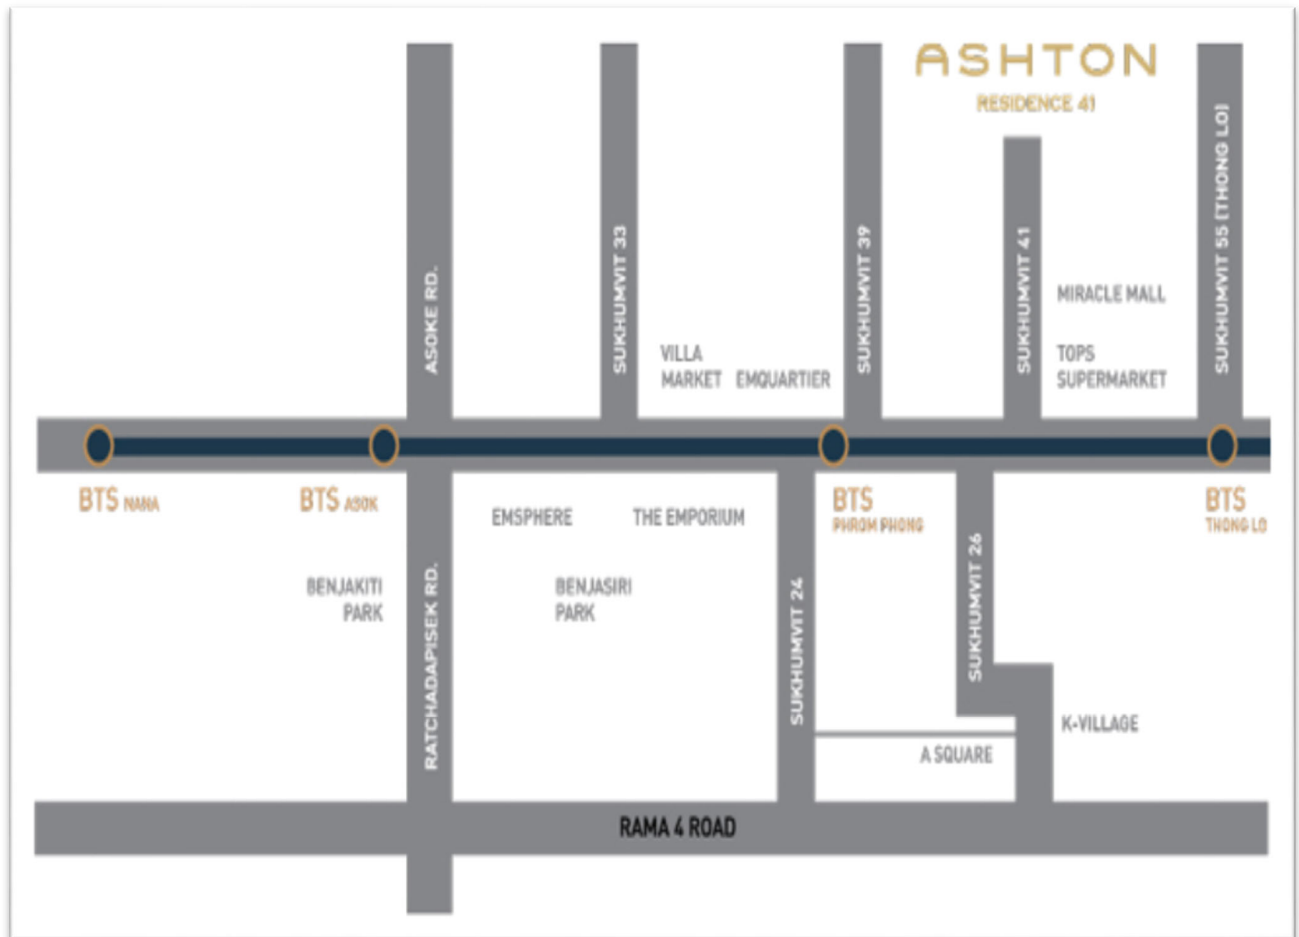 ASHTON
RESIDENCE 41
ASOKE RD.
SUKHUMVIT 33
SUKHUMVIT 39
SUKHUMVIT 41
SUKHUMVIT 55 (THONG LO)
MIRACLE MALL
VILLA
MARKET
EMQUARTIER
TOPS
SUPERMARKET
BTS NANA
BTS ASOK
BTS
PHROM PHONG
BTS
THONG LO
EMSPHERE
THE EMPORIUM
BENJAKITI
PARK
BENJASIRI
PARK
RATCHADAPISEK RD.
SUKHUMVIT 24
SUKHUMVIT 26
K-VILLAGE
A SQUARE
RAMA 4 ROAD